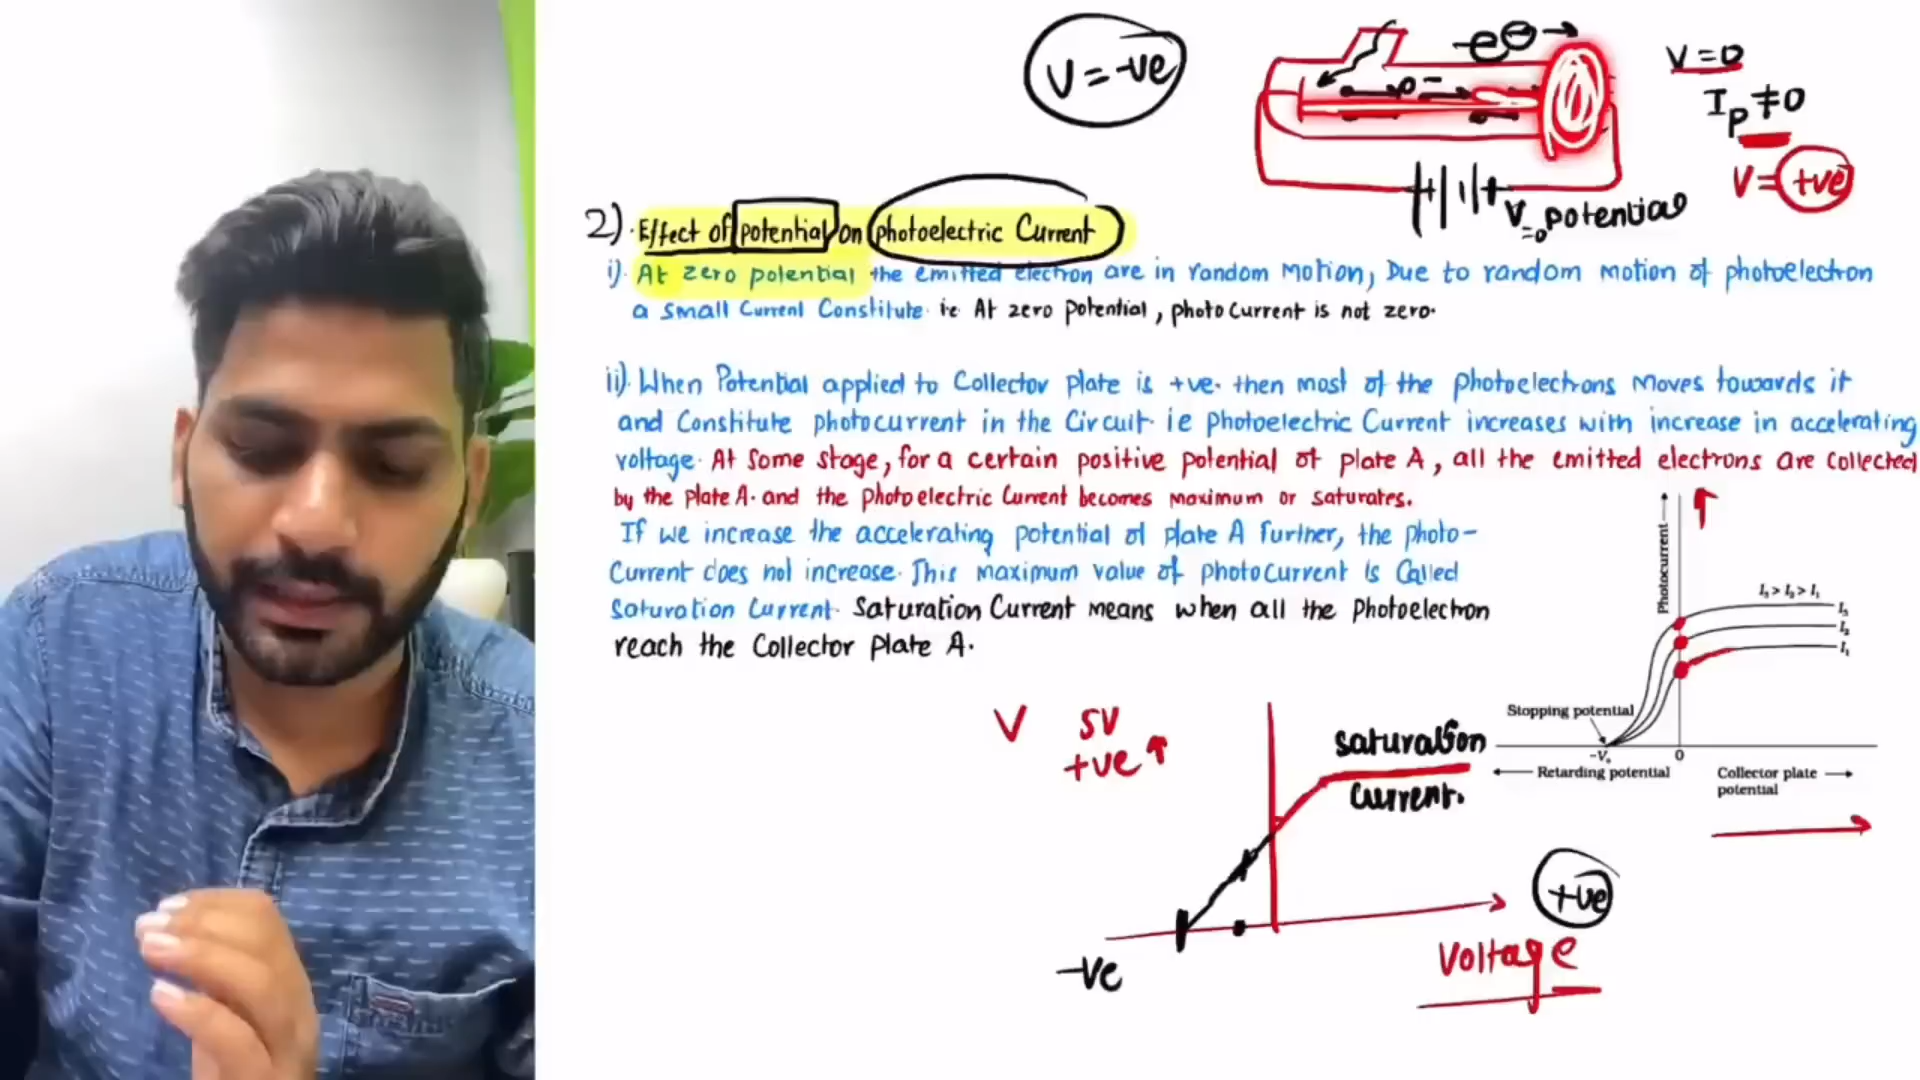 V = -ve
-e⊖ →
V=0
Ip ≠ 0
V = +ve
V=0 potential
2). Effect of potential on photoelectric Current
i). At zero potential the emitted electron are in random motion, Due to random motion of photoelectron
a small Current Constitute i.e At zero potential, photo Current is not zero.
ii). When Potential applied to Collector plate is +ve. then most of the photoelectrons moves towards it
and Constitute photocurrent in the Circuit. ie photoelectric Current increases with increase in accelerating
voltage. At some stage, for a certain positive potential of plate A, all the emitted electrons are collected
by the plate A. and the photoelectric Current becomes maximum or saturates.
If we increase the accelerating potential of plate A further, the photo-
Current does not increase. This maximum value of photocurrent is Called
Saturation Current. Saturation Current means when all the Photoelectron
reach the Collector plate A.
Photocurrent →
I₃ > I₂ > I₁
I₃
I₂
I₁
Stopping potential
-V₀
0
← Retarding potential
Collector plate →
potential
V
5V
+ve ↑
Saturation
Current.
+ve
-ve
Voltage